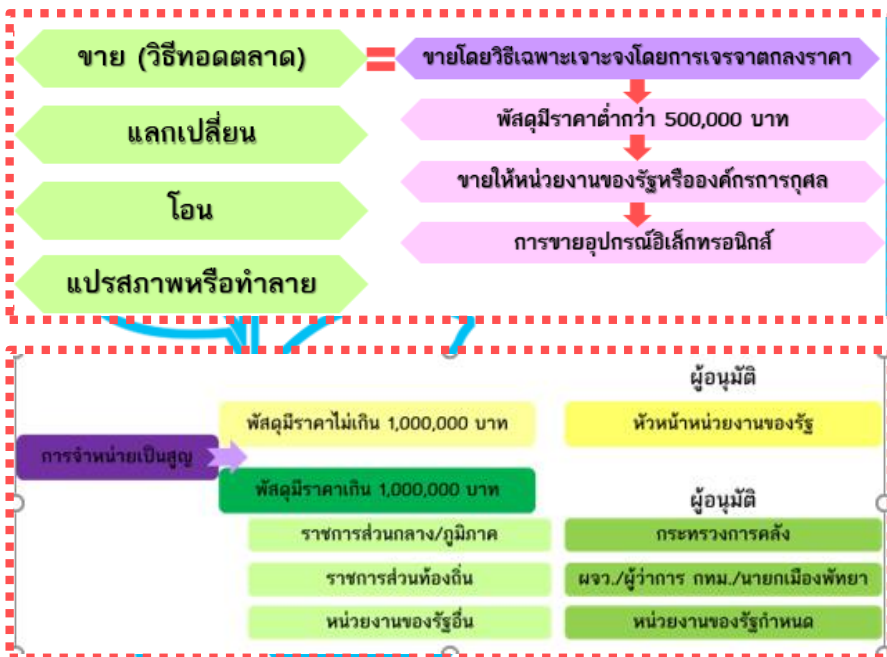 ขาย (วิธีทอดตลาด)
ขายโดยวิธีเฉพาะเจาะจงโดยการเจรจาตกลงราคา
แลกเปลี่ยน
พัสดุมีราคาต่ำกว่า 500,000 บาท
โอน
ขายให้หน่วยงานของรัฐหรือองค์กรการกุศล
แปรสภาพหรือทำลาย
การขายอุปกรณ์อิเล็กทรอนิกส์
ผู้อนุมัติ
พัสดุมีราคาไม่เกิน 1,000,000 บาท
หัวหน้าหน่วยงานของรัฐ
การจำหน่ายเป็นสูญ
พัสดุมีราคาเกิน 1,000,000 บาท
ผู้อนุมัติ
ราชการส่วนกลาง/ภูมิภาค
กระทรวงการคลัง
ราชการส่วนท้องถิ่น
ผจว./ผู้ว่าการ กทม./นายกเมืองพัทยา
หน่วยงานของรัฐอื่น
หน่วยงานของรัฐกำหนด